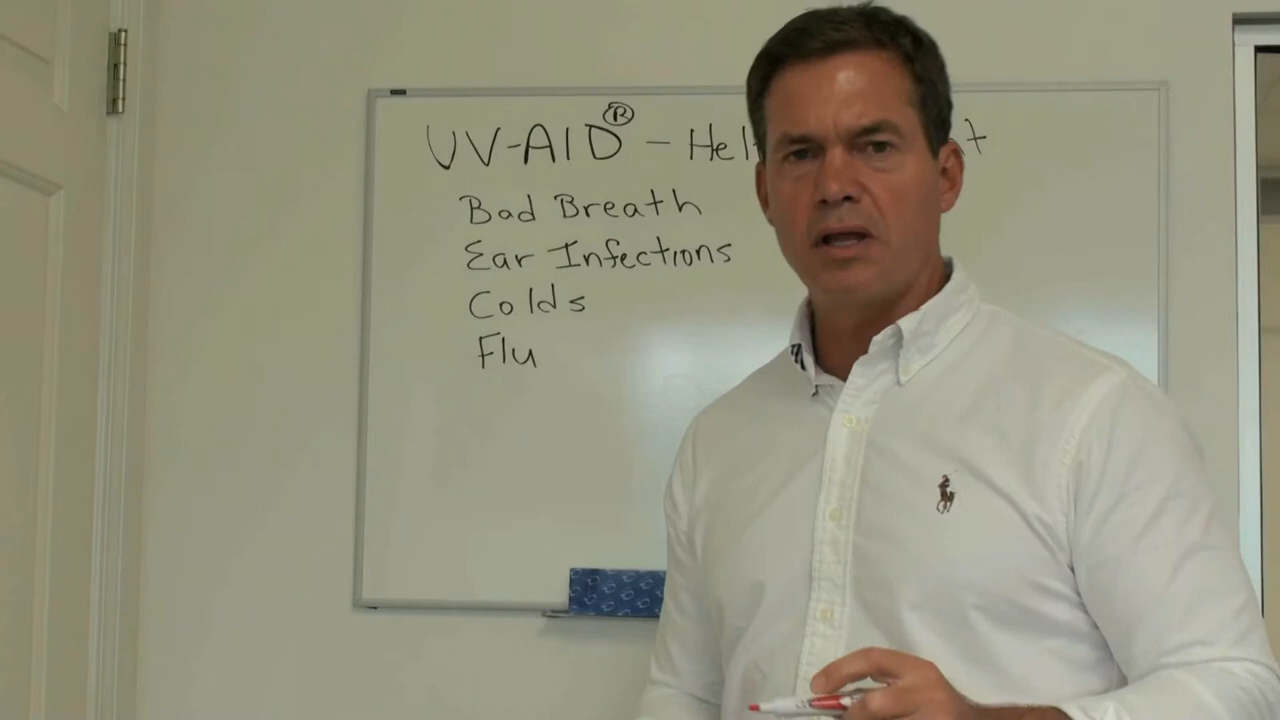 UV-AID® -
Bad Breath
Ear Infections
Colds
Flu